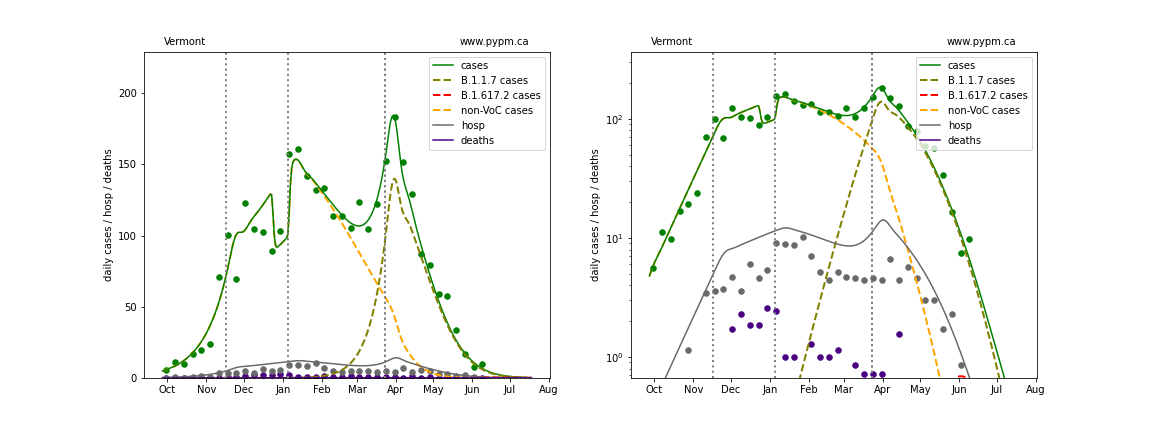 Vermont www.pypm.ca
daily cases / hosp / deaths
200
150
100
50
0
cases
B.1.1.7 cases
B.1.617.2 cases
non-VoC cases
hosp
deaths
Oct Nov Dec Jan Feb Mar Apr May Jun Jul Aug
Vermont www.pypm.ca
daily cases / hosp / deaths
10²
10¹
10⁰
cases
B.1.1.7 cases
B.1.617.2 cases
non-VoC cases
hosp
deaths
Oct Nov Dec Jan Feb Mar Apr May Jun Jul Aug